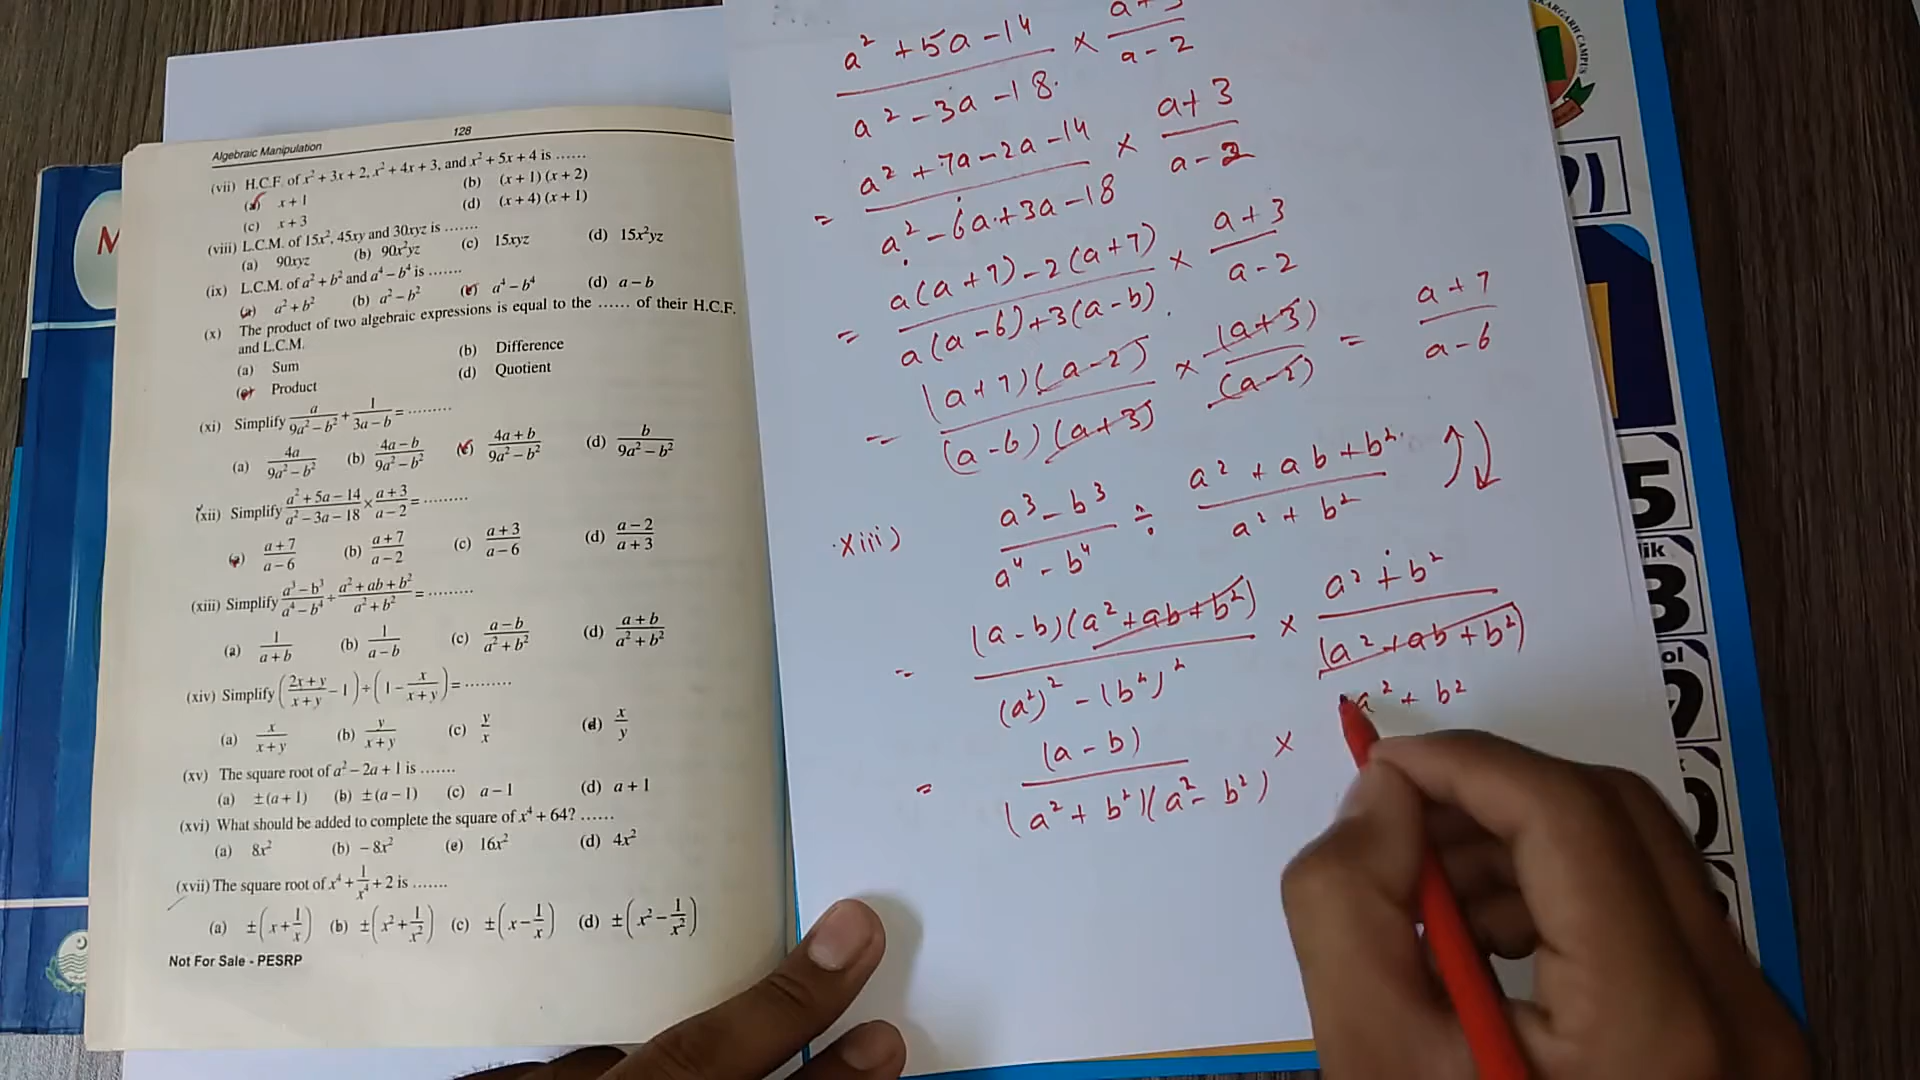 128
Algebraic Manipulation
(vii) H.C.F. of x² + 3x + 2, x² + 4x + 3, and x² + 5x + 4 is ......
(a) x + 1 (b) (x + 1) (x + 2)
(c) x + 3 (d) (x + 4) (x + 1)
(viii) L.C.M. of 15x², 45xy and 30xyz is .......
(a) 90xyz (b) 90x²yz (c) 15xyz (d) 15x²yz
(ix) L.C.M. of a² + b² and a⁴ – b⁴ is .......
(a) a² + b² (b) a² – b² (c) a⁴ – b⁴ (d) a – b
(x) The product of two algebraic expressions is equal to the ...... of their H.C.F.
and L.C.M.
(a) Sum (b) Difference
(c) Product (d) Quotient
(xi) Simplify a/(9a² – b²) + 1/(3a – b) = .........
(a) 4a/(9a² – b²) (b) (4a – b)/(9a² – b²) (c) (4a + b)/(9a² – b²) (d) b/(9a² – b²)
(xii) Simplify (a² + 5a – 14)/(a² – 3a – 18) × (a + 3)/(a – 2) = .........
(a) (a + 7)/(a – 6) (b) (a + 7)/(a – 2) (c) (a + 3)/(a – 6) (d) (a – 2)/(a + 3)
(xiii) Simplify (a³ – b³)/(a⁴ – b⁴) ÷ (a² + ab + b²)/(a² + b²) = .........
(a) 1/(a + b) (b) 1/(a – b) (c) (a – b)/(a² + b²) (d) (a + b)/(a² + b²)
(xiv) Simplify ((2x + y)/(x + y) – 1) ÷ (1 – x/(x + y)) = .........
(a) x/(x + y) (b) y/(x + y) (c) y/x (d) x/y
(xv) The square root of a² – 2a + 1 is .......
(a) ±(a + 1) (b) ±(a – 1) (c) a – 1 (d) a + 1
(xvi) What should be added to complete the square of x⁴ + 64? ......
(a) 8x² (b) – 8x² (c) 16x² (d) 4x²
(xvii) The square root of x⁴ + 1/x⁴ + 2 is .......
(a) ±(x + 1/x) (b) ±(x² + 1/x²) (c) ±(x – 1/x) (d) ±(x² – 1/x²)
Not For Sale - PESRP
(a² + 5a – 14)/(a² – 3a – 18) × (a + 3)/(a – 2)
= (a² + 7a – 2a – 14)/(a² – 6a + 3a – 18) × (a + 3)/(a – 2)
= (a(a + 7) – 2(a + 7))/(a(a – 6) + 3(a – b)) × (a + 3)/(a – 2)
= ((a + 7)(a – 2))/((a – 6)(a + 3)) × (a + 3)/(a – 2) = (a + 7)/(a – 6)
xiii) (a³ – b³)/(a⁴ – b⁴) ÷ (a² + ab + b²)/(a² + b²)
= ((a – b)(a² + ab + b²))/((a²)² – (b²)²) × (a² + b²)/(a² + ab + b²)
= (a – b)/((a² + b²)(a² – b²)) × a² + b²
KARGARH CAMPUS
M
5
3
9
0